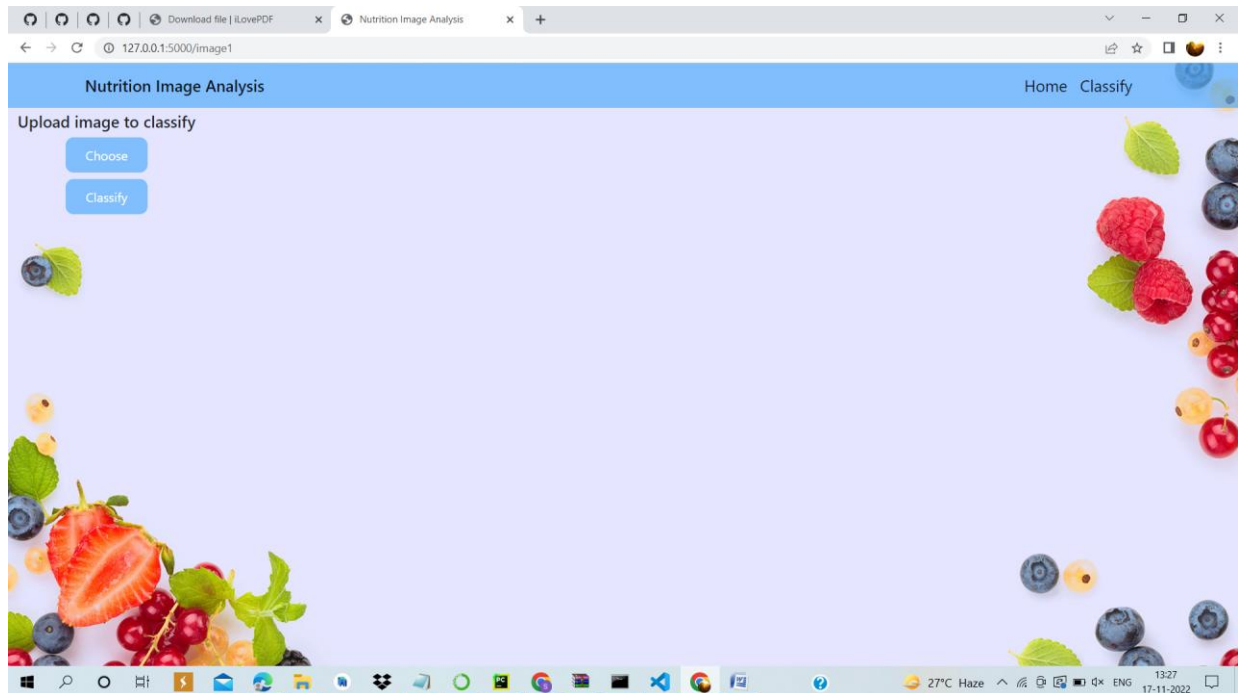 Download file | iLovePDF
Nutrition Image Analysis
127.0.0.1:5000/image1
Nutrition Image Analysis
Home Classify
Upload image to classify
Choose
Classify
27°C Haze
ENG
13:27
17-11-2022